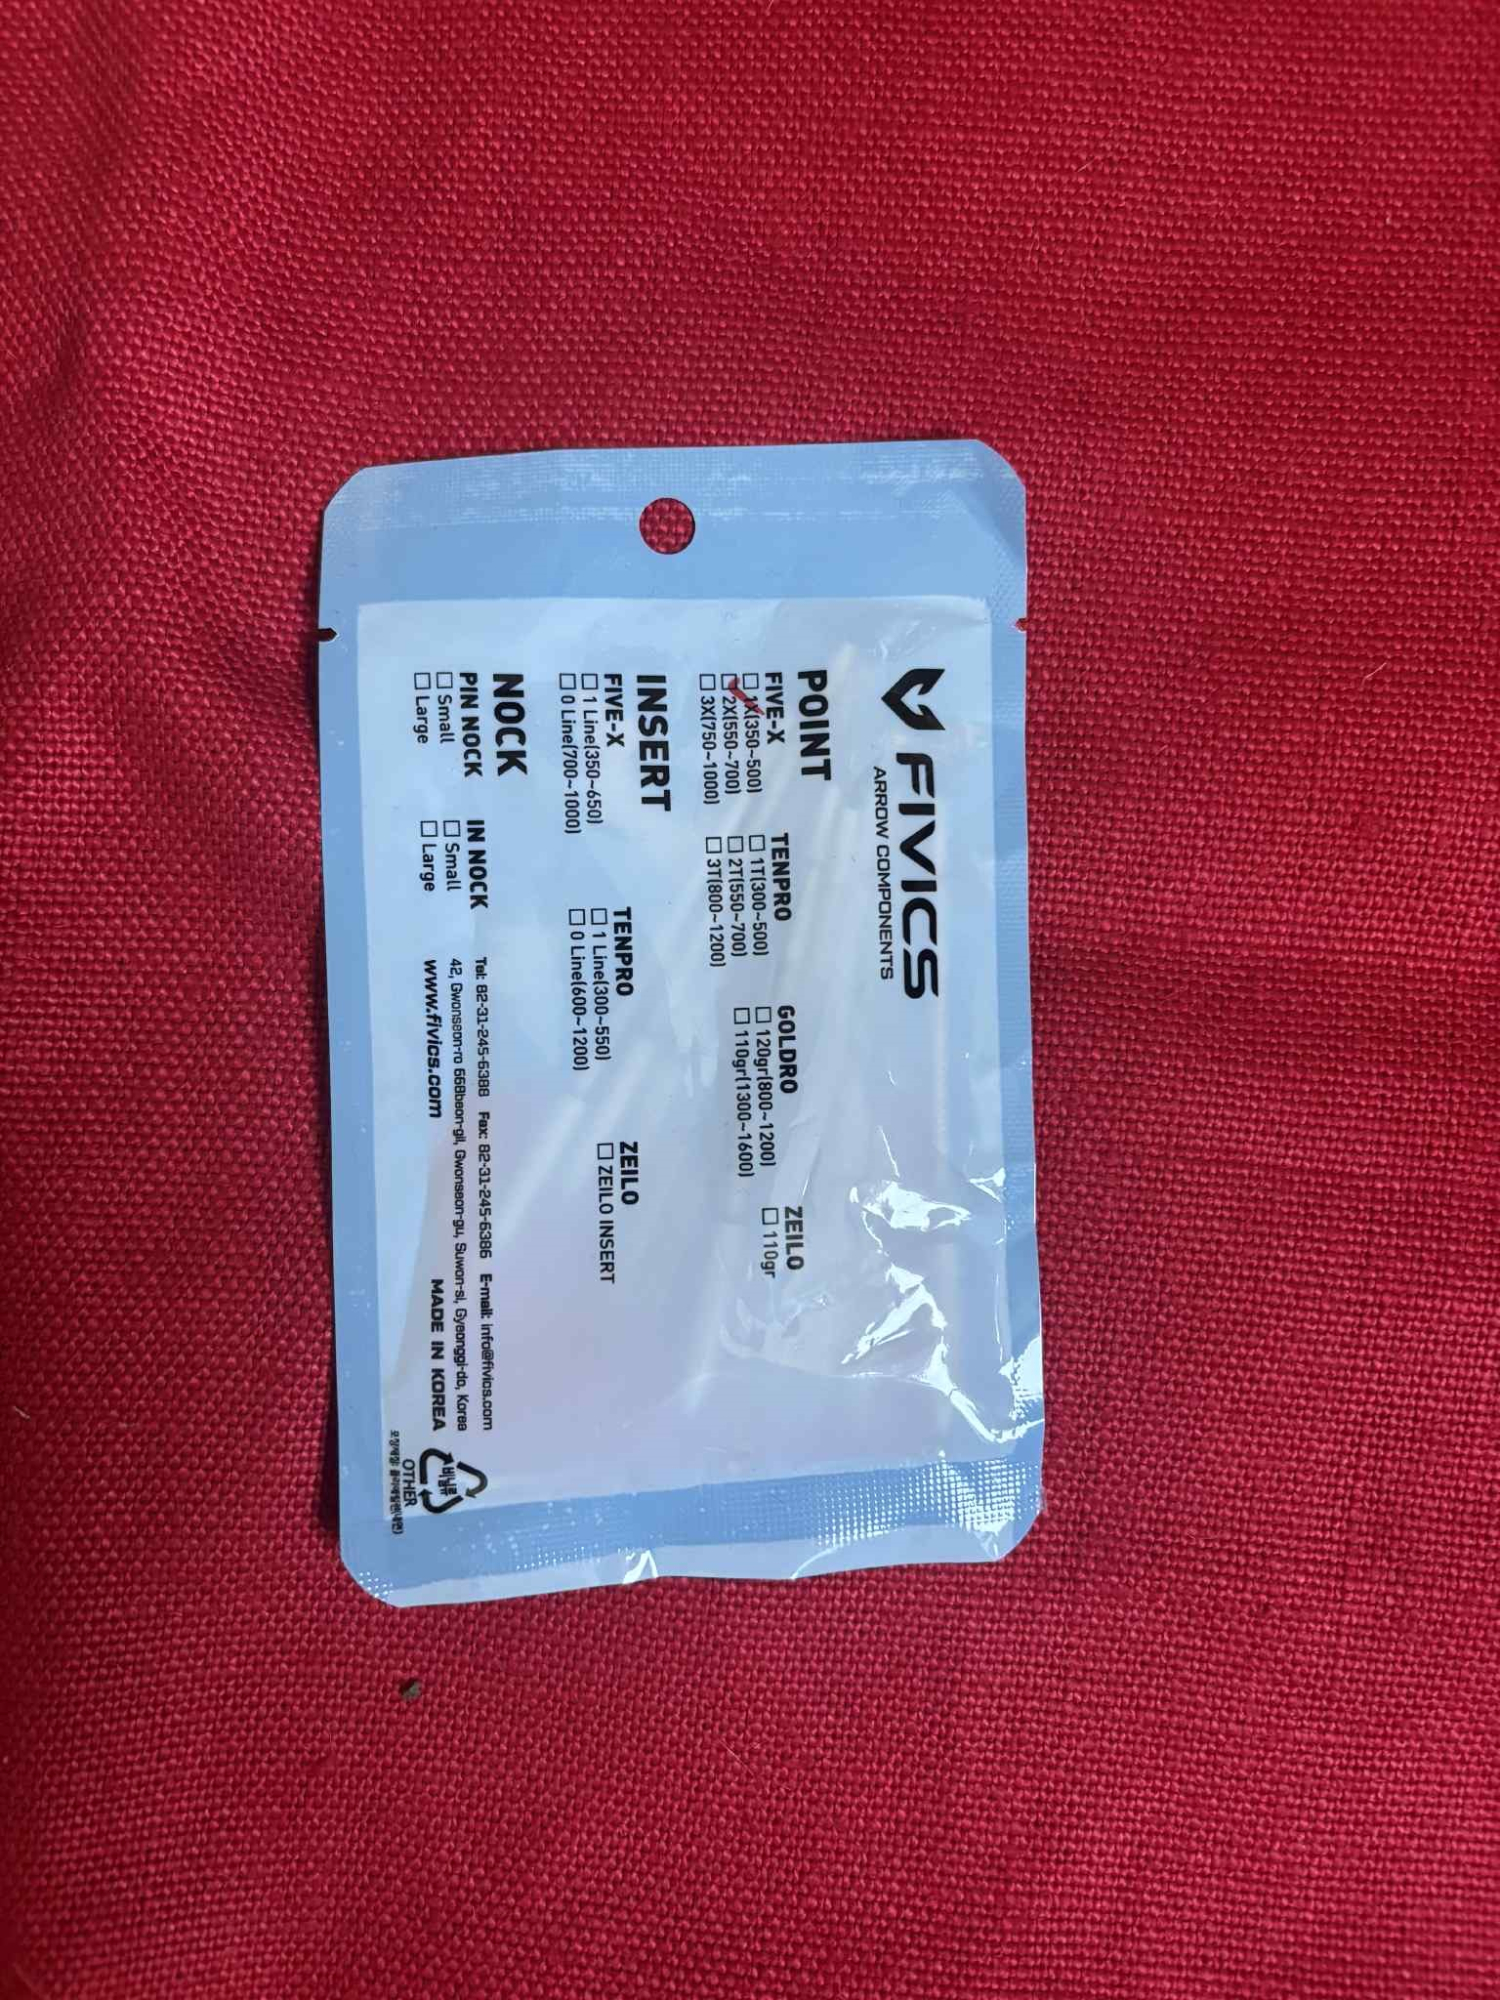 FIVICS
ARROW COMPONENTS
POINT
FIVE-X
☐ 1X(350~500)
☑ 2X(550~700)
☐ 3X(750~1000)
TENPRO
☐ 1T(300~500)
☐ 2T(550~700)
☐ 3T(800~1200)
GOLDRO
☐ 120gr(800~1200)
☐ 110gr(1300~1600)
ZEILO
☐ 110gr
INSERT
FIVE-X
☐ 1 Line(350~650)
☐ 0 Line(700~1000)
TENPRO
☐ 1 Line(300~550)
☐ 0 Line(600~1200)
ZEILO
☐ ZEILO INSERT
NOCK
PIN NOCK
☐ Small
☐ Large
IN NOCK
☐ Small
☐ Large
Tel: 82-31-245-6388 Fax: 82-31-245-6386 E-mail: info@fivics.com
42, Gwonseon-ro 668beon-gil, Gwonseon-gu, Suwon-si, Gyeonggi-do, Korea
www.fivics.com MADE IN KOREA
비닐류
OTHER